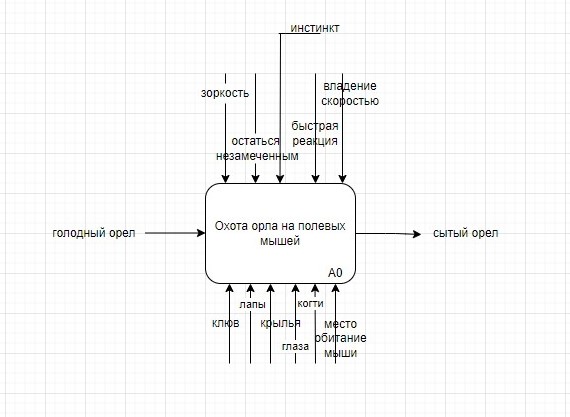 инстинкт
зоркость
владение
скоростью
быстрая
реакция
остаться
незамеченным
голодный орел
Охота орла на полевых
мышей
A0
сытый орел
лапы
когти
клюв
крылья
место
обитание
мыши
глаза